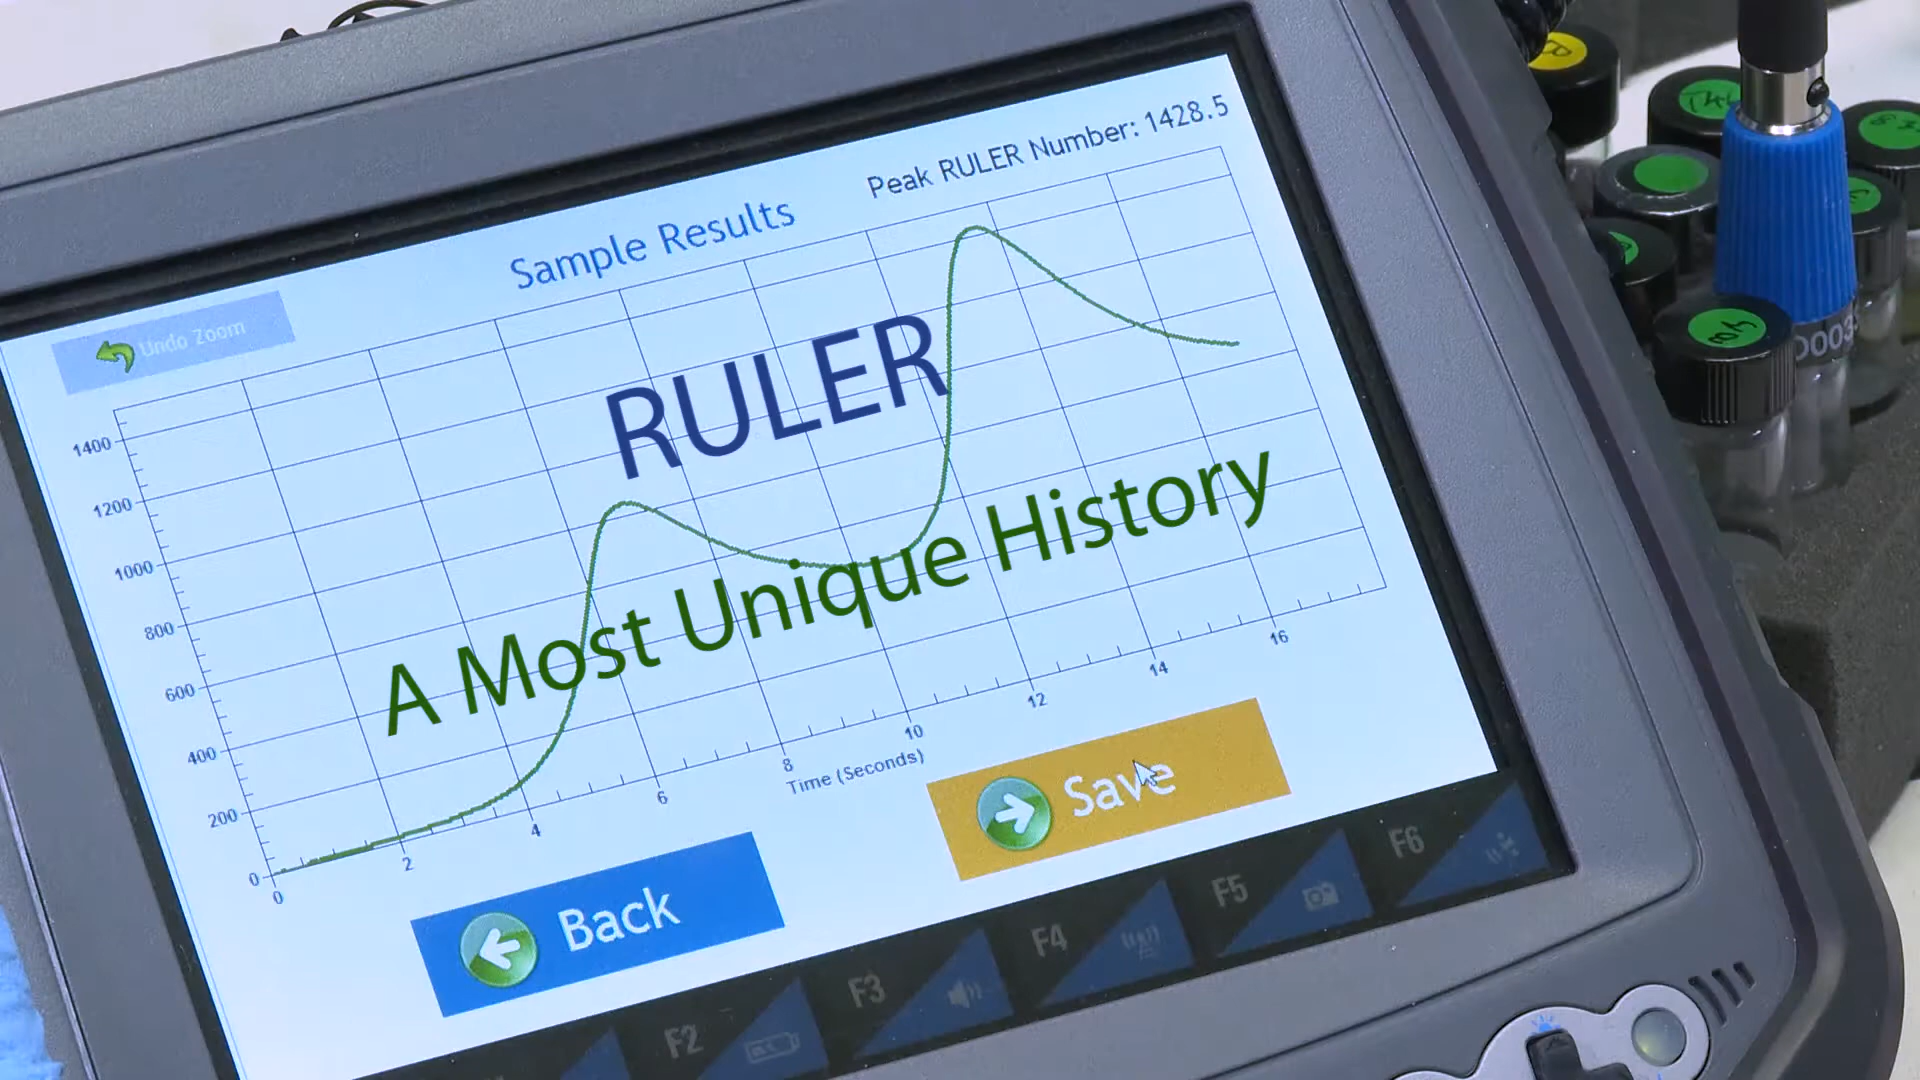 Peak RULER Number: 1428.5
Sample Results
Undo Zoom
RULER
A Most Unique History
1400
1200
1000
800
600
400
200
0
0
2
4
6
8
10
12
14
16
Time (Seconds)
Back
Save
F2
F3
F4
F5
F6